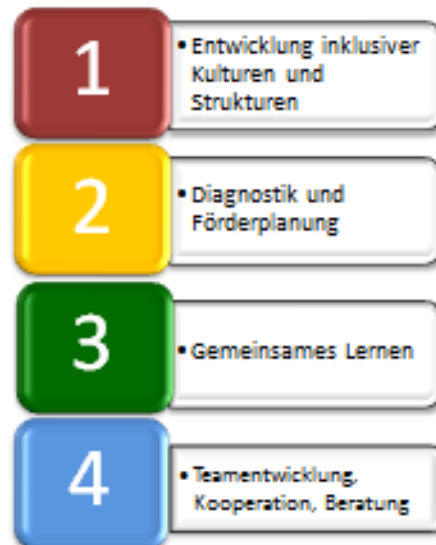 1
• Entwicklung inklusiver
Kulturen und
Strukturen
2
• Diagnostik und
Förderplanung
3
• Gemeinsames Lernen
4
• Teamentwicklung,
Kooperation, Beratung